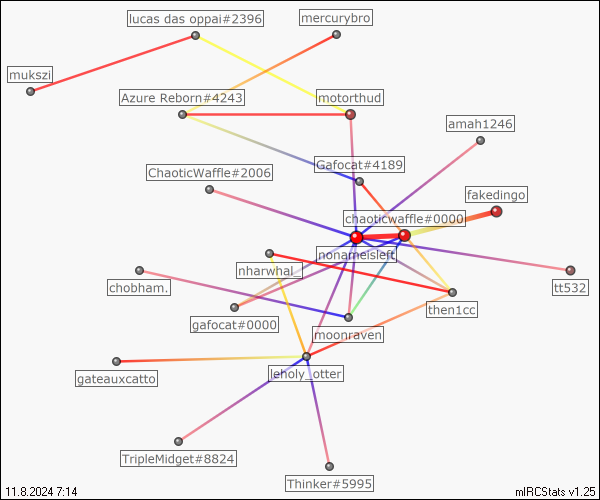 lucas das oppai#2396
mercurybro
mukszi
Azure Reborn#4243
motorthud
amah1246
ChaoticWaffle#2006
Gafocat#4189
fakedingo
chaoticwaffle#0000
nonameisleft
nharwhal_
chobham.
tt532
then1cc
gafocat#0000
moonraven
leholy_otter
gateauxcatto
TripleMidget#8824
Thinker#5995
11.8.2024 7:14
mIRCStats v1.25